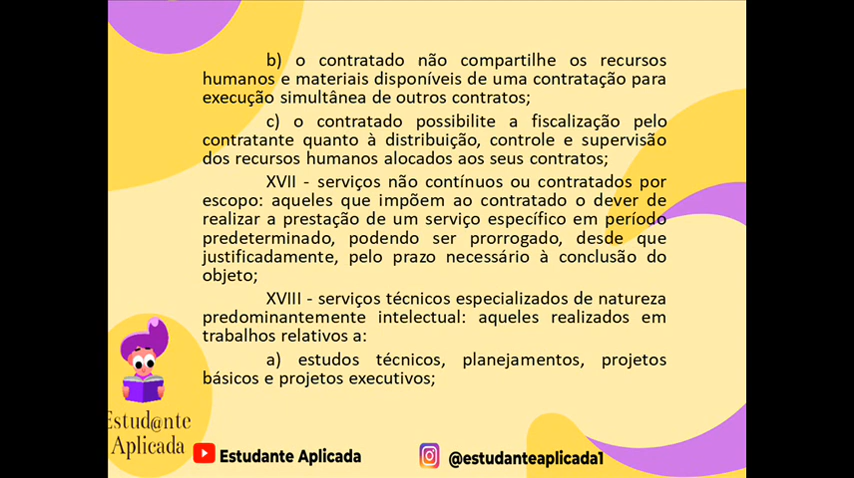 b) o contratado não compartilhe os recursos
humanos e materiais disponíveis de uma contratação para
execução simultânea de outros contratos;
c) o contratado possibilite a fiscalização pelo
contratante quanto à distribuição, controle e supervisão
dos recursos humanos alocados aos seus contratos;
XVII - serviços não contínuos ou contratados por
escopo: aqueles que impõem ao contratado o dever de
realizar a prestação de um serviço específico em período
predeterminado, podendo ser prorrogado, desde que
justificadamente, pelo prazo necessário à conclusão do
objeto;
XVIII - serviços técnicos especializados de natureza
predominantemente intelectual: aqueles realizados em
trabalhos relativos a:
a) estudos técnicos, planejamentos, projetos
básicos e projetos executivos;
Estud@nte
Aplicada
Estudante Aplicada
@estudanteaplicada1